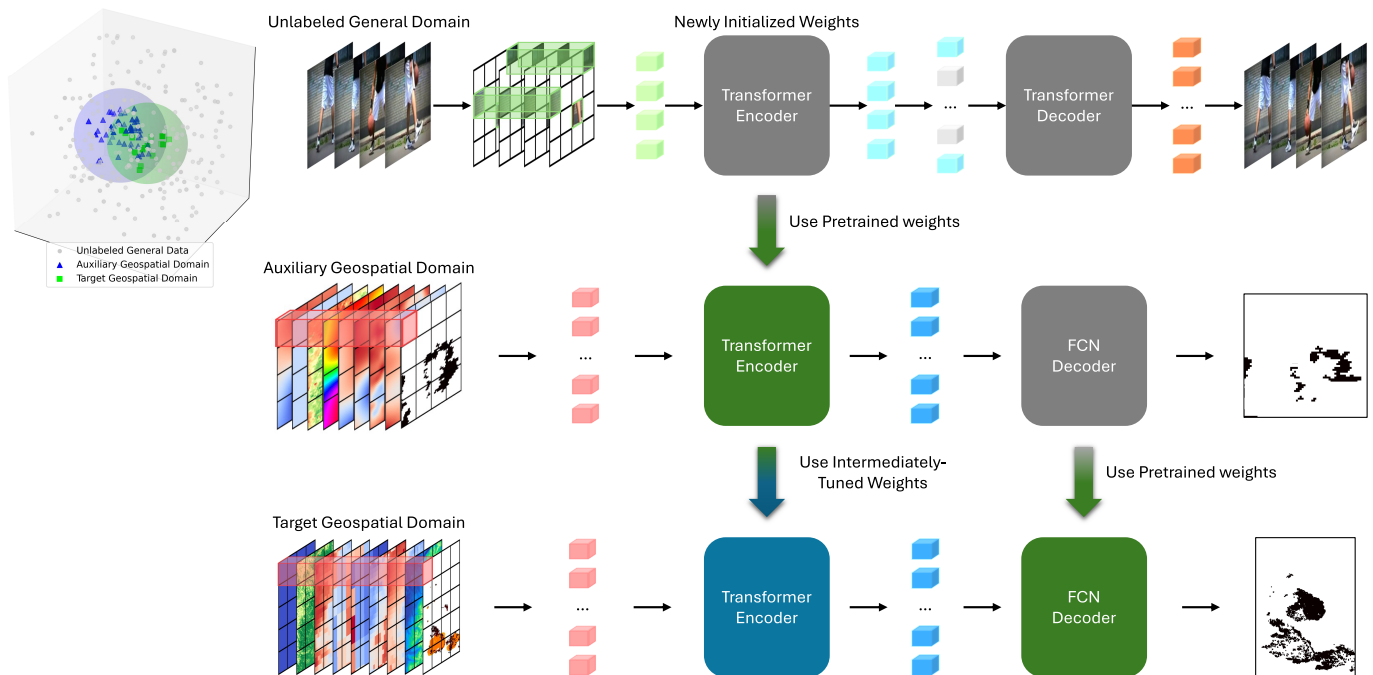 Unlabeled General Domain
Newly Initialized Weights
Transformer
Encoder
...
Transformer
Decoder
...
Use Pretrained weights
Unlabeled General Data
Auxiliary Geospatial Domain
Target Geospatial Domain
Auxiliary Geospatial Domain
...
Transformer
Encoder
...
FCN
Decoder
Use Intermediately-
Tuned Weights
Use Pretrained weights
Target Geospatial Domain
...
Transformer
Encoder
...
FCN
Decoder